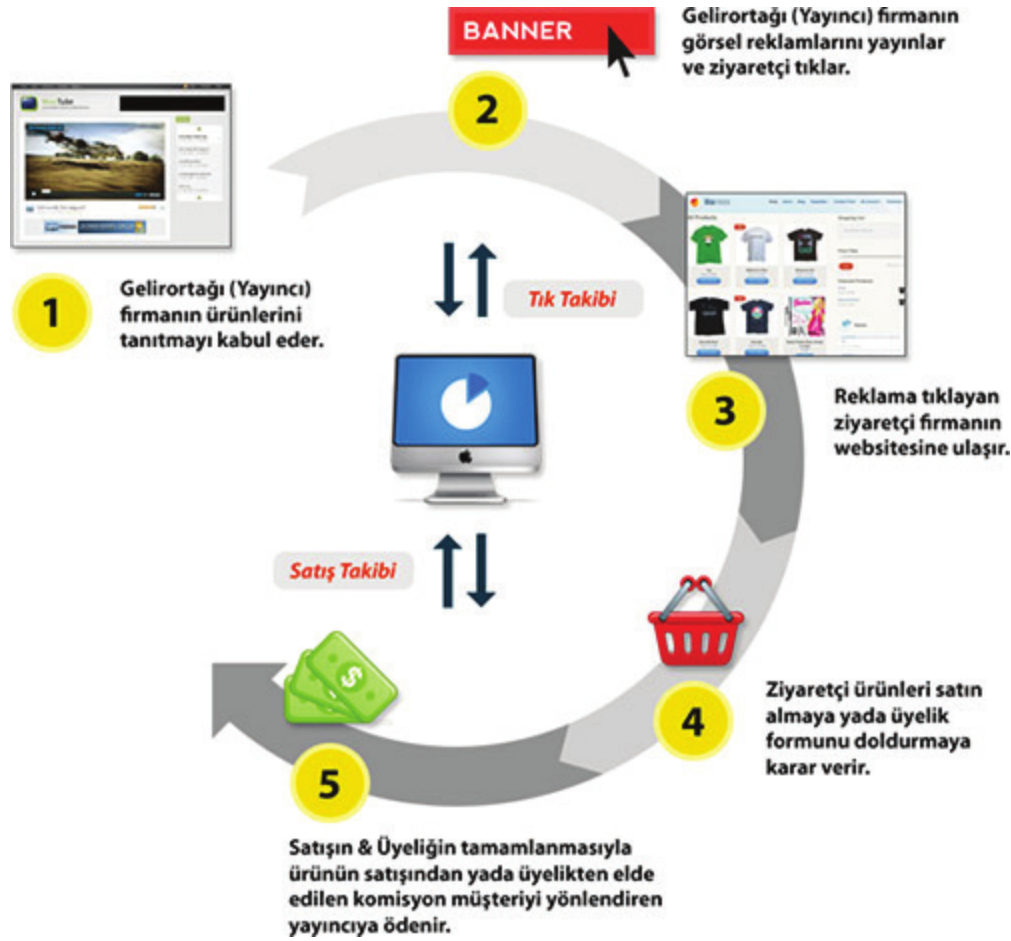 BANNER
Gelirortağı (Yayıncı) firmanın
görsel reklamlarını yayınlar
ve ziyaretçi tıklar.
2
1
Gelirortağı (Yayıncı)
firmanın ürünlerini
tanıtmayı kabul eder.
Tık Takibi
3
Reklama tıklayan
ziyaretçi firmanın
websitesine ulaşır.
Satış Takibi
4
Ziyaretçi ürünleri satın
almaya yada üyelik
formunu doldurmaya
karar verir.
5
Satışın & Üyeliğin tamamlanmasıyla
ürünün satışından yada üyelikten elde
edilen komisyon müşteriyi yönlendiren
yayıncıya ödenir.